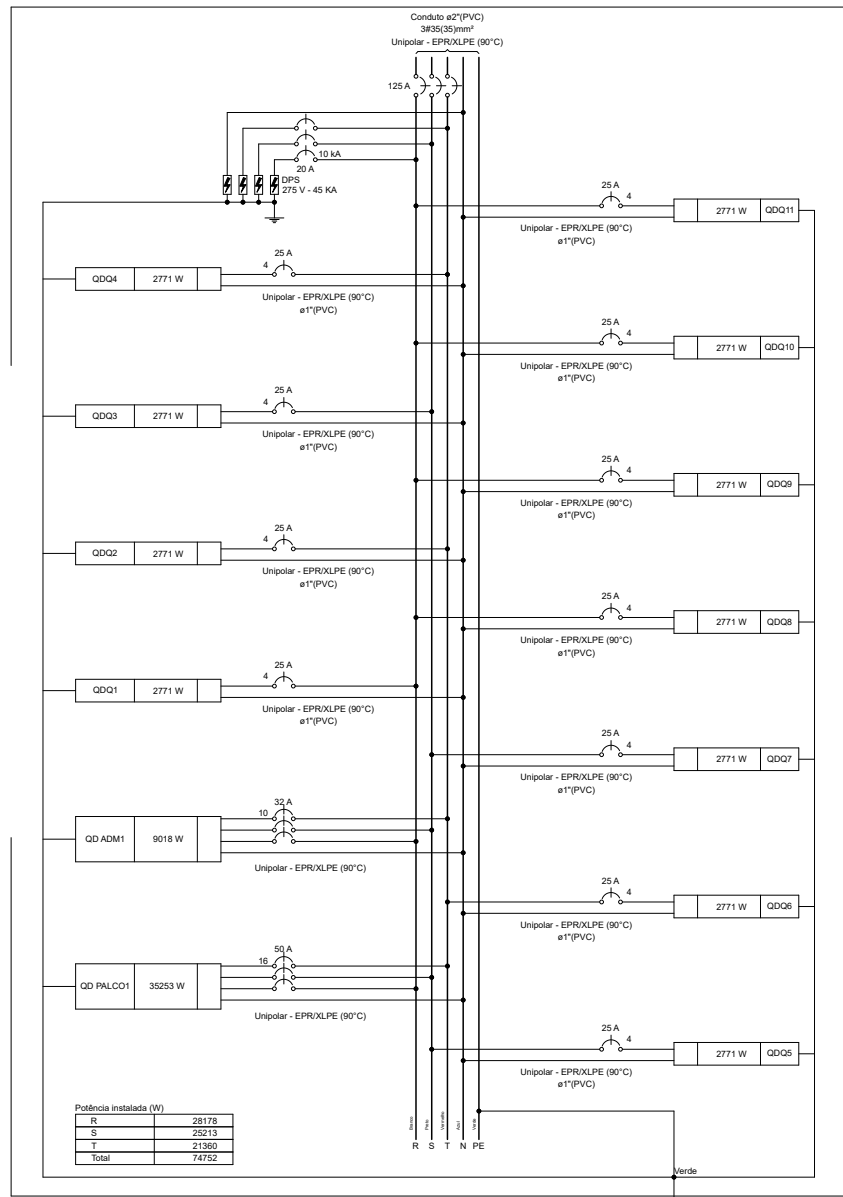 Conduto ø2"(PVC)
3#35(35)mm²
Unipolar - EPR/XLPE (90°C)
125 A
10 kA
20 A
DPS
275 V - 45 KA
25 A
4
2771 W
QDQ11
Unipolar - EPR/XLPE (90°C)
ø1"(PVC)
QDQ4
2771 W
4
25 A
Unipolar - EPR/XLPE (90°C)
ø1"(PVC)
25 A
4
2771 W
QDQ10
Unipolar - EPR/XLPE (90°C)
ø1"(PVC)
QDQ3
2771 W
4
25 A
Unipolar - EPR/XLPE (90°C)
ø1"(PVC)
25 A
4
2771 W
QDQ9
Unipolar - EPR/XLPE (90°C)
ø1"(PVC)
QDQ2
2771 W
4
25 A
Unipolar - EPR/XLPE (90°C)
ø1"(PVC)
25 A
4
2771 W
QDQ8
Unipolar - EPR/XLPE (90°C)
ø1"(PVC)
QDQ1
2771 W
4
25 A
Unipolar - EPR/XLPE (90°C)
ø1"(PVC)
25 A
4
2771 W
QDQ7
Unipolar - EPR/XLPE (90°C)
ø1"(PVC)
QD ADM1
9018 W
10
32 A
Unipolar - EPR/XLPE (90°C)
25 A
4
2771 W
QDQ6
Unipolar - EPR/XLPE (90°C)
ø1"(PVC)
QD PALCO1
35253 W
16
50 A
Unipolar - EPR/XLPE (90°C)
25 A
4
2771 W
QDQ5
Unipolar - EPR/XLPE (90°C)
ø1"(PVC)
Potência instalada (W)
R 28178
S 25213
T 21360
Total 74752
Branco
Preto
Vermelho
Azul
Verde
R S T N PE
Verde